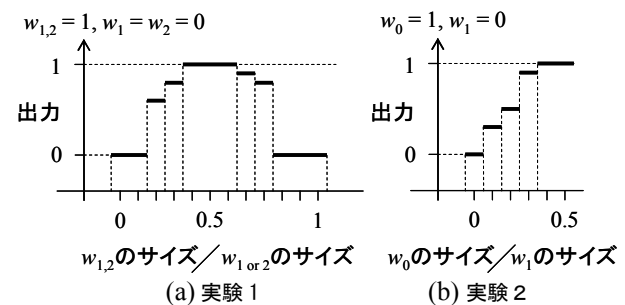 w1,2 = 1, w1 = w2 = 0
1
出力
0
0 0.5 1
w1,2のサイズ／w1 or 2のサイズ
(a) 実験１
w0 = 1, w1 = 0
1
出力
0
0 0.5
w0のサイズ／w1のサイズ
(b) 実験２